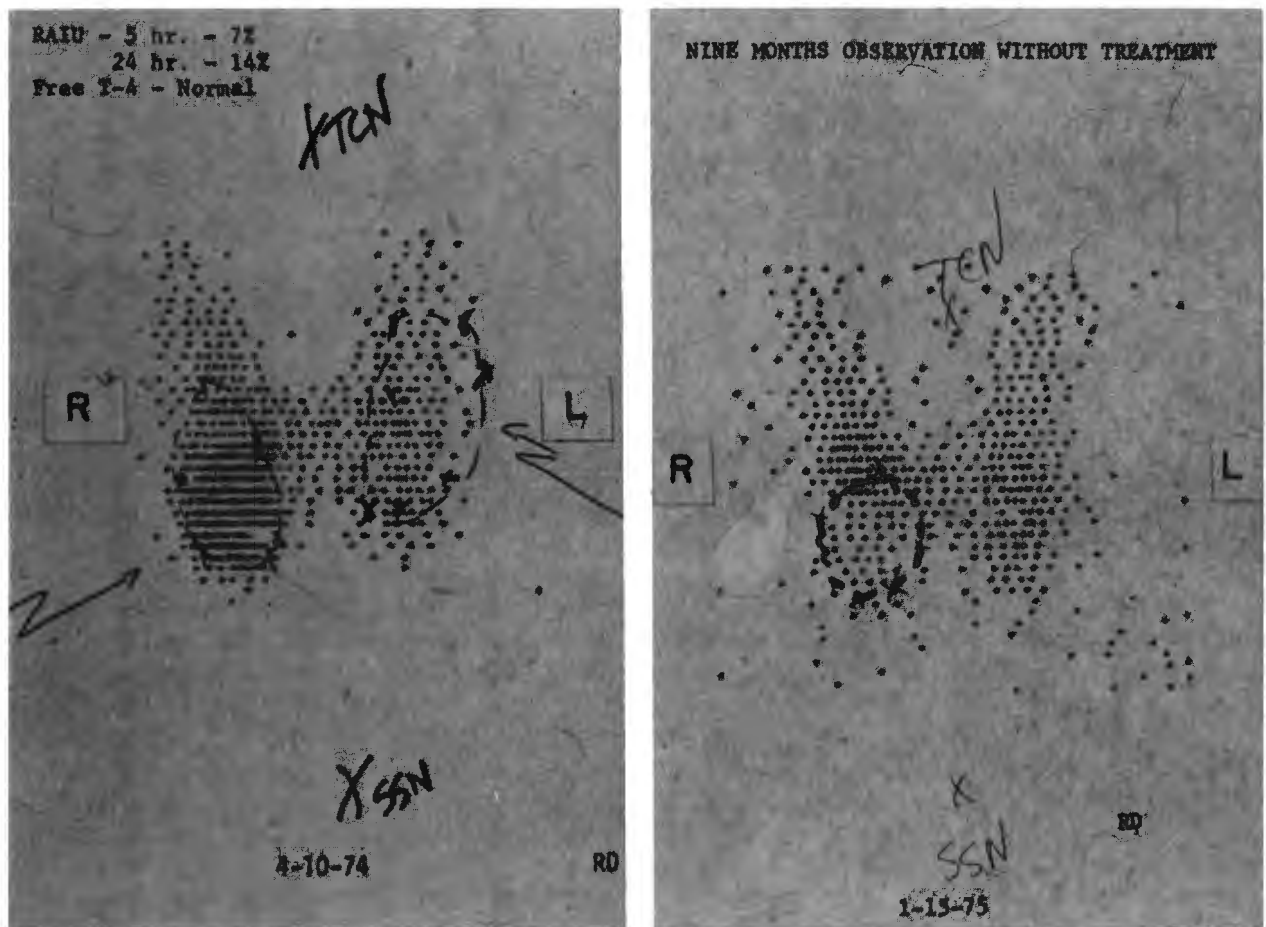 RAIU - 5 hr. - 7%
24 hr. - 14%
Free T-4 - Normal
XTCN
R
L
XSSN
4-10-74
RD
NINE MONTHS OBSERVATION WITHOUT TREATMENT
TCN
X
R
L
X
RD
SSN
1-15-75